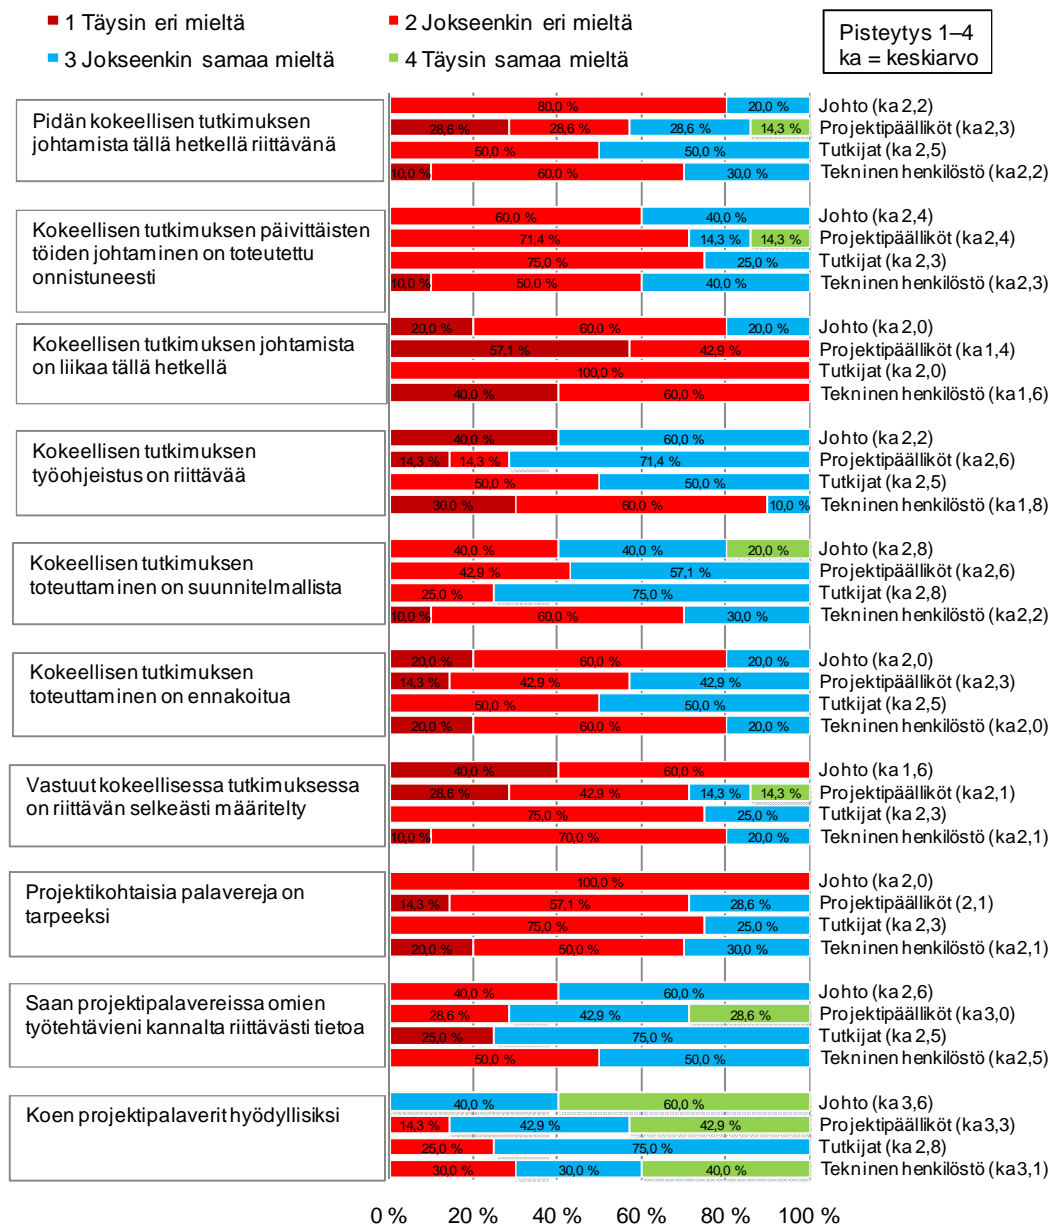 1 Täysin eri mieltä
2 Jokseenkin eri mieltä
3 Jokseenkin samaa mieltä
4 Täysin samaa mieltä
Pisteytys 1–4
ka = keskiarvo
Pidän kokeellisen tutkimuksen
johtamista tällä hetkellä riittävänä
80,0 % 20,0 % Johto (ka 2,2)
28,6 % 28,6 % 28,6 % 14,3 % Projektipäälliköt (ka 2,3)
50,0 % 50,0 % Tutkijat (ka 2,5)
10,0 % 60,0 % 30,0 % Tekninen henkilöstö (ka 2,2)
Kokeellisen tutkimuksen päivittäisten
töiden johtaminen on toteutettu
onnistuneesti
60,0 % 40,0 % Johto (ka 2,4)
71,4 % 14,3 % 14,3 % Projektipäälliköt (ka 2,4)
75,0 % 25,0 % Tutkijat (ka 2,3)
10,0 % 50,0 % 40,0 % Tekninen henkilöstö (ka 2,3)
Kokeellisen tutkimuksen johtamista
on liikaa tällä hetkellä
20,0 % 60,0 % 20,0 % Johto (ka 2,0)
57,1 % 42,9 % Projektipäälliköt (ka 1,4)
100,0 % Tutkijat (ka 2,0)
40,0 % 60,0 % Tekninen henkilöstö (ka 1,6)
Kokeellisen tutkimuksen
työohjeistus on riittävää
40,0 % 60,0 % Johto (ka 2,2)
14,3 % 14,3 % 71,4 % Projektipäälliköt (ka 2,6)
50,0 % 50,0 % Tutkijat (ka 2,5)
30,0 % 60,0 % 10,0 % Tekninen henkilöstö (ka 1,8)
Kokeellisen tutkimuksen
toteuttaminen on suunnitelmallista
40,0 % 40,0 % 20,0 % Johto (ka 2,8)
42,9 % 57,1 % Projektipäälliköt (ka 2,6)
25,0 % 75,0 % Tutkijat (ka 2,8)
10,0 % 60,0 % 30,0 % Tekninen henkilöstö (ka 2,2)
Kokeellisen tutkimuksen
toteuttaminen on ennakoitua
20,0 % 60,0 % 20,0 % Johto (ka 2,0)
14,3 % 42,9 % 42,9 % Projektipäälliköt (ka 2,3)
50,0 % 50,0 % Tutkijat (ka 2,5)
20,0 % 60,0 % 20,0 % Tekninen henkilöstö (ka 2,0)
Vastuut kokeellisessa tutkimuksessa
on riittävän selkeästi määritelty
40,0 % 60,0 % Johto (ka 1,6)
28,6 % 42,9 % 14,3 % 14,3 % Projektipäälliköt (ka 2,1)
75,0 % 25,0 % Tutkijat (ka 2,3)
10,0 % 70,0 % 20,0 % Tekninen henkilöstö (ka 2,1)
Projektikohtaisia palavereja on
tarpeeksi
100,0 % Johto (ka 2,0)
14,3 % 57,1 % 28,6 % Projektipäälliköt (2,1)
75,0 % 25,0 % Tutkijat (ka 2,3)
20,0 % 50,0 % 30,0 % Tekninen henkilöstö (ka 2,1)
Saan projektipalavereissa omien
työtehtävieni kannalta riittävästi tietoa
40,0 % 60,0 % Johto (ka 2,6)
28,6 % 42,9 % 28,6 % Projektipäälliköt (ka 3,0)
25,0 % 75,0 % Tutkijat (ka 2,5)
50,0 % 50,0 % Tekninen henkilöstö (ka 2,5)
Koen projektipalaverit hyödyllisiksi
40,0 % 60,0 % Johto (ka 3,6)
14,3 % 42,9 % 42,9 % Projektipäälliköt (ka 3,3)
25,0 % 75,0 % Tutkijat (ka 2,8)
30,0 % 30,0 % 40,0 % Tekninen henkilöstö (ka 3,1)
0 % 20 % 40 % 60 % 80 % 100 %